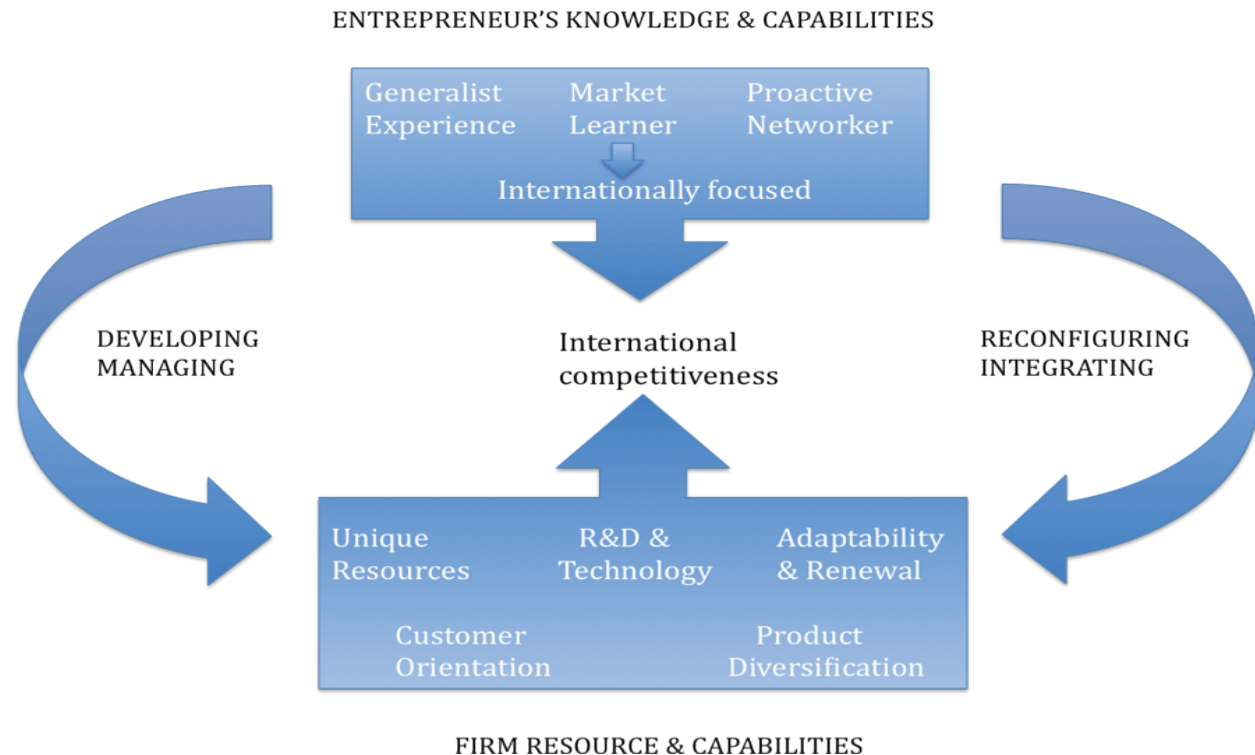 ENTREPRENEUR’S KNOWLEDGE & CAPABILITIES
Generalist
Experience
Market
Learner
Proactive
Networker
Internationally focused
DEVELOPING
MANAGING
International
competitiveness
RECONFIGURING
INTEGRATING
Unique
Resources
R&D &
Technology
Adaptability
& Renewal
Customer
Orientation
Product
Diversification
FIRM RESOURCE & CAPABILITIES